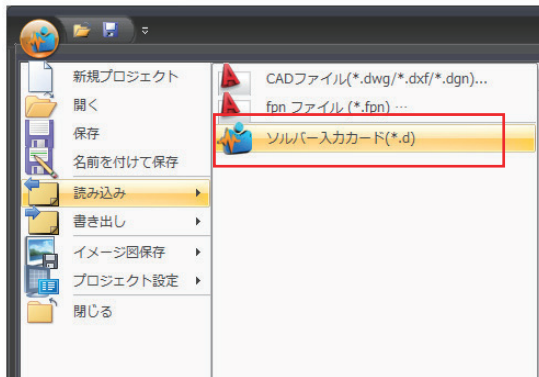 新規プロジェクト
開く
保存
名前を付けて保存
読み込み
書き出し
イメージ図保存
プロジェクト設定
閉じる
CADファイル(*.dwg/*.dxf/*.dgn)...
fpn ファイル (*.fpn) ...
ソルバー入力カード(*.d)